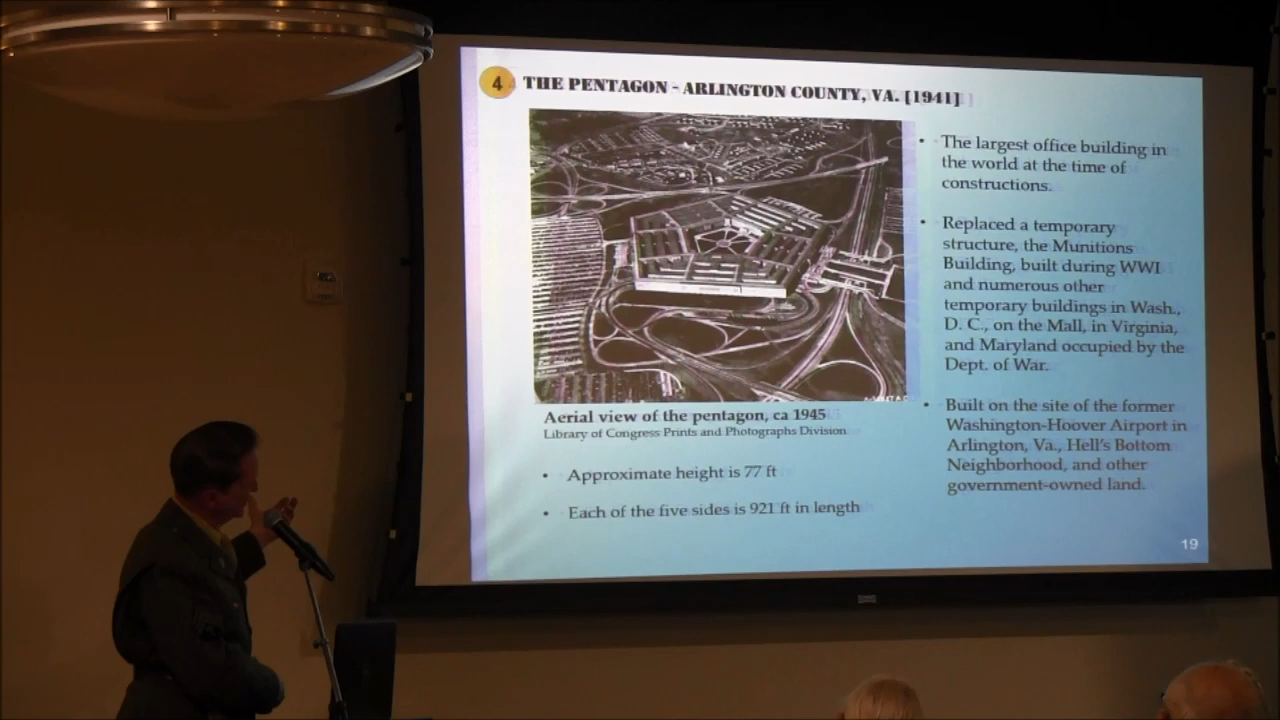 4 THE PENTAGON - ARLINGTON COUNTY, VA. [1941]
Aerial view of the pentagon, ca 1945
Library of Congress Prints and Photographs Division
• Approximate height is 77 ft
• Each of the five sides is 921 ft in length
• The largest office building in
the world at the time of
constructions.
• Replaced a temporary
structure, the Munitions
Building, built during WWI
and numerous other
temporary buildings in Wash.,
D. C., on the Mall, in Virginia,
and Maryland occupied by the
Dept. of War.
• Built on the site of the former
Washington-Hoover Airport in
Arlington, Va., Hell's Bottom
Neighborhood, and other
government-owned land.
19